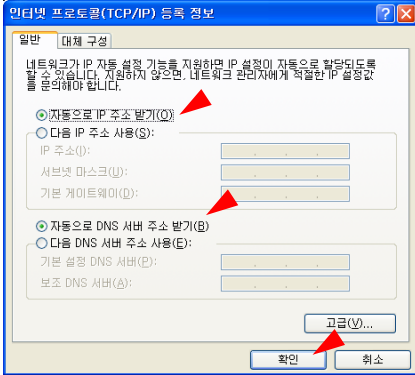 인터넷 프로토콜(TCP/IP) 등록 정보
일반 대체 구성
네트워크가 IP 자동 설정 기능을 지원하면 IP 설정이 자동으로 할당되도록
할 수 있습니다. 지원하지 않으면, 네트워크 관리자에게 적절한 IP 설정값
을 문의해야 합니다.
자동으로 IP 주소 받기(O)
다음 IP 주소 사용(S):
IP 주소(I):
서브넷 마스크(U):
기본 게이트웨이(D):
자동으로 DNS 서버 주소 받기(B)
다음 DNS 서버 주소 사용(E):
기본 설정 DNS 서버(P):
보조 DNS 서버(A):
고급(V)...
확인 취소